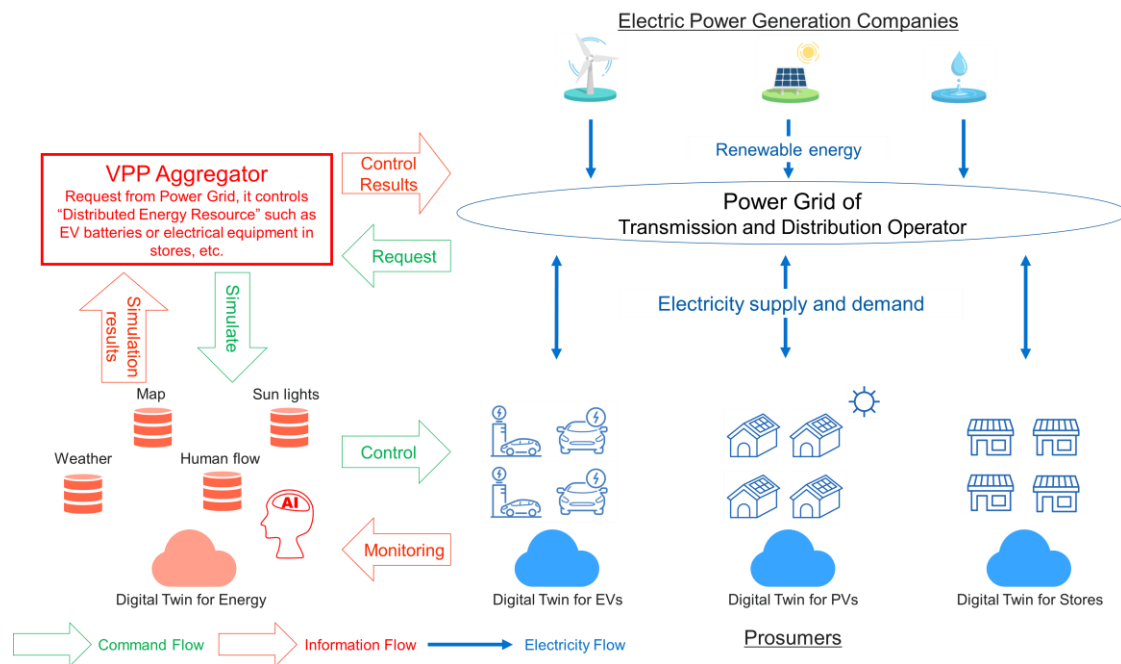 Electric Power Generation Companies
Renewable energy
VPP Aggregator
Request from Power Grid, it controls
“Distributed Energy Resource” such as
EV batteries or electrical equipment in
stores, etc.
Control
Results
Request
Power Grid of
Transmission and Distribution Operator
Simulation
results
Simulate
Electricity supply and demand
Map
Sun lights
Weather
Human flow
AI
Control
Monitoring
Digital Twin for Energy
Digital Twin for EVs
Digital Twin for PVs
Digital Twin for Stores
Command Flow
Information Flow
Electricity Flow
Prosumers